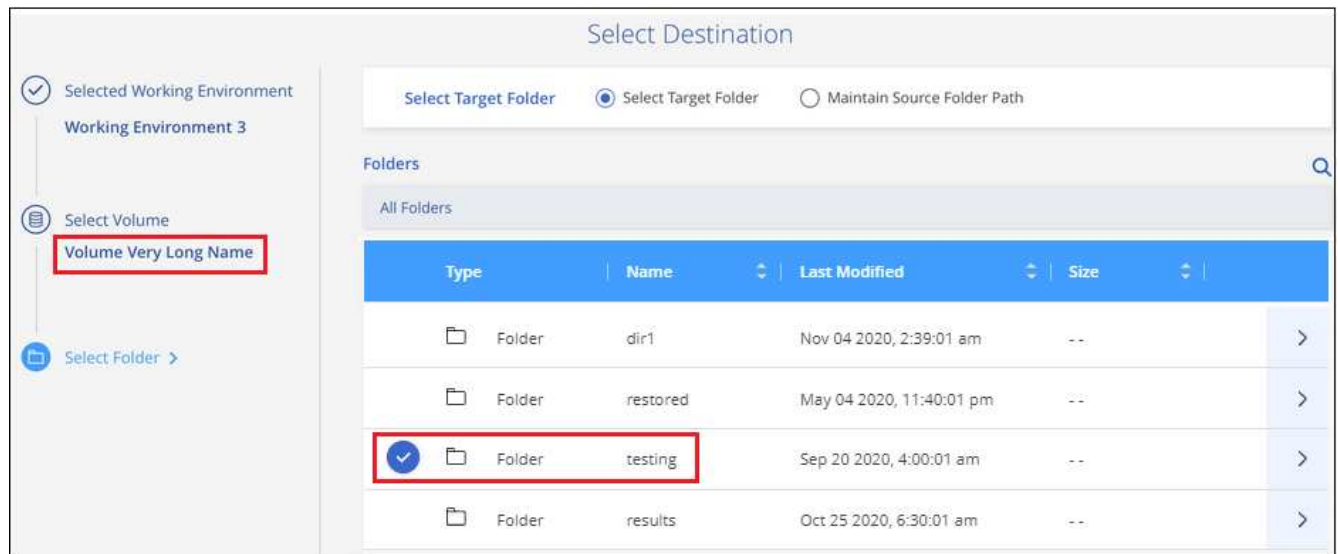 Select Destination
Selected Working Environment
Working Environment 3
Select Volume
Volume Very Long Name
Select Folder >
Select Target Folder Select Target Folder Maintain Source Folder Path
Folders
All Folders
Type Name Last Modified Size
Folder dir1 Nov 04 2020, 2:39:01 am - -
Folder restored May 04 2020, 11:40:01 pm - -
Folder testing Sep 20 2020, 4:00:01 am - -
Folder results Oct 25 2020, 6:30:01 am - -